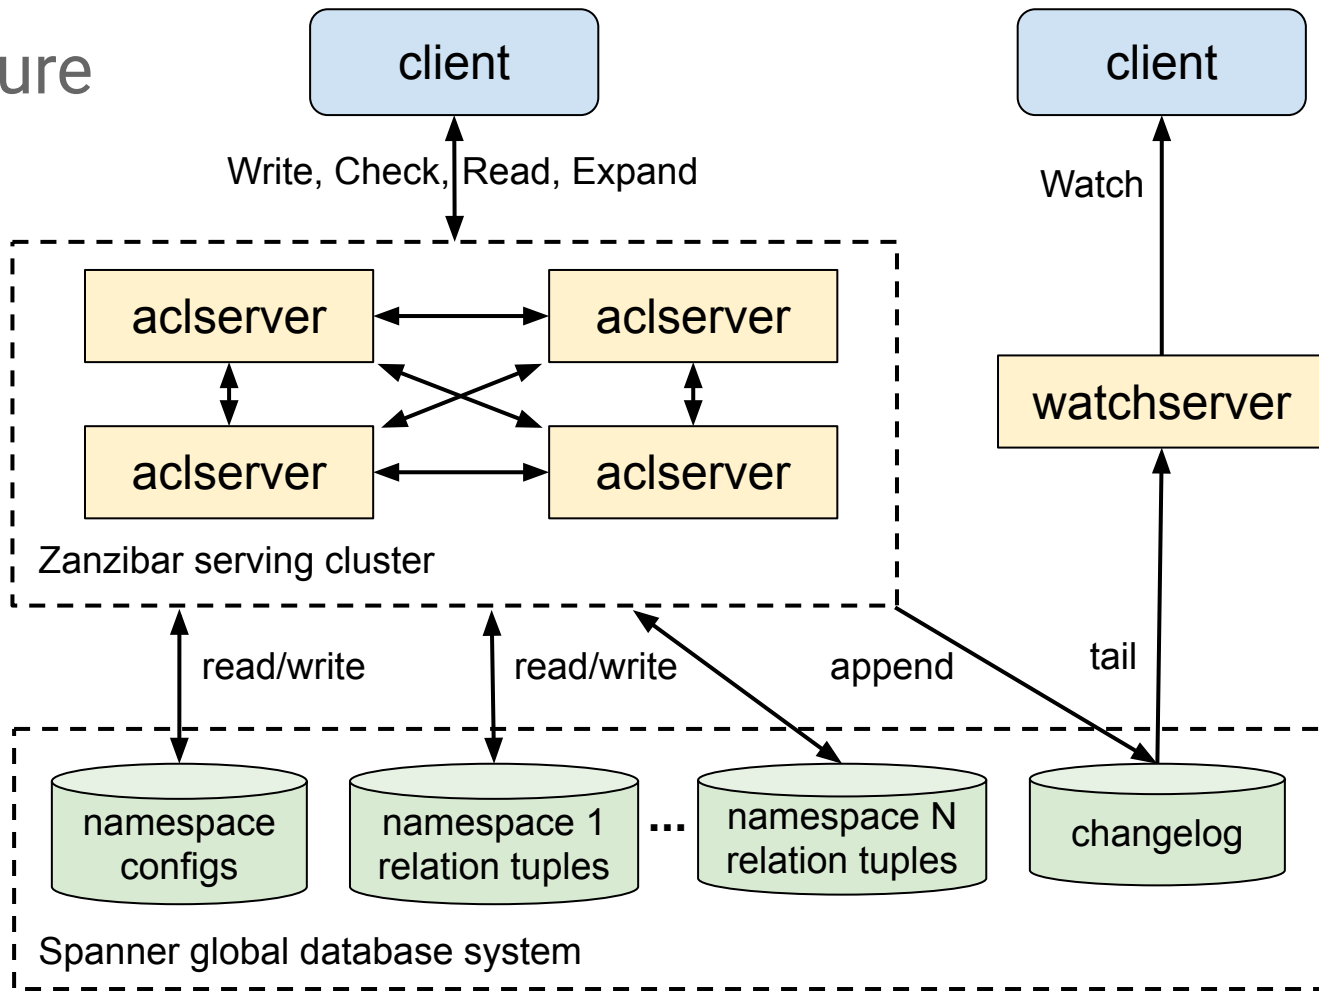 ure
client
client
Write, Check, Read, Expand
Watch
aclserver
aclserver
watchserver
aclserver
aclserver
Zanzibar serving cluster
read/write
read/write
append
tail
namespace
configs
namespace 1
relation tuples
...
namespace N
relation tuples
changelog
Spanner global database system